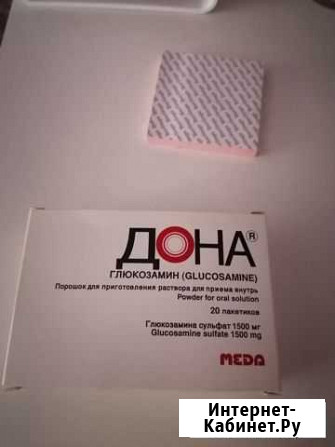 ДОНА®
ГЛЮКОЗАМИН (GLUCOSAMINE)
Порошок для приготовления раствора для приема внутрь
Powder for oral solution
20 пакетиков
Глюкозамина сульфат 1500 мг
Glucosamine sulfate 1500 mg
MEDA
Интернет-
Кабинет.Ру